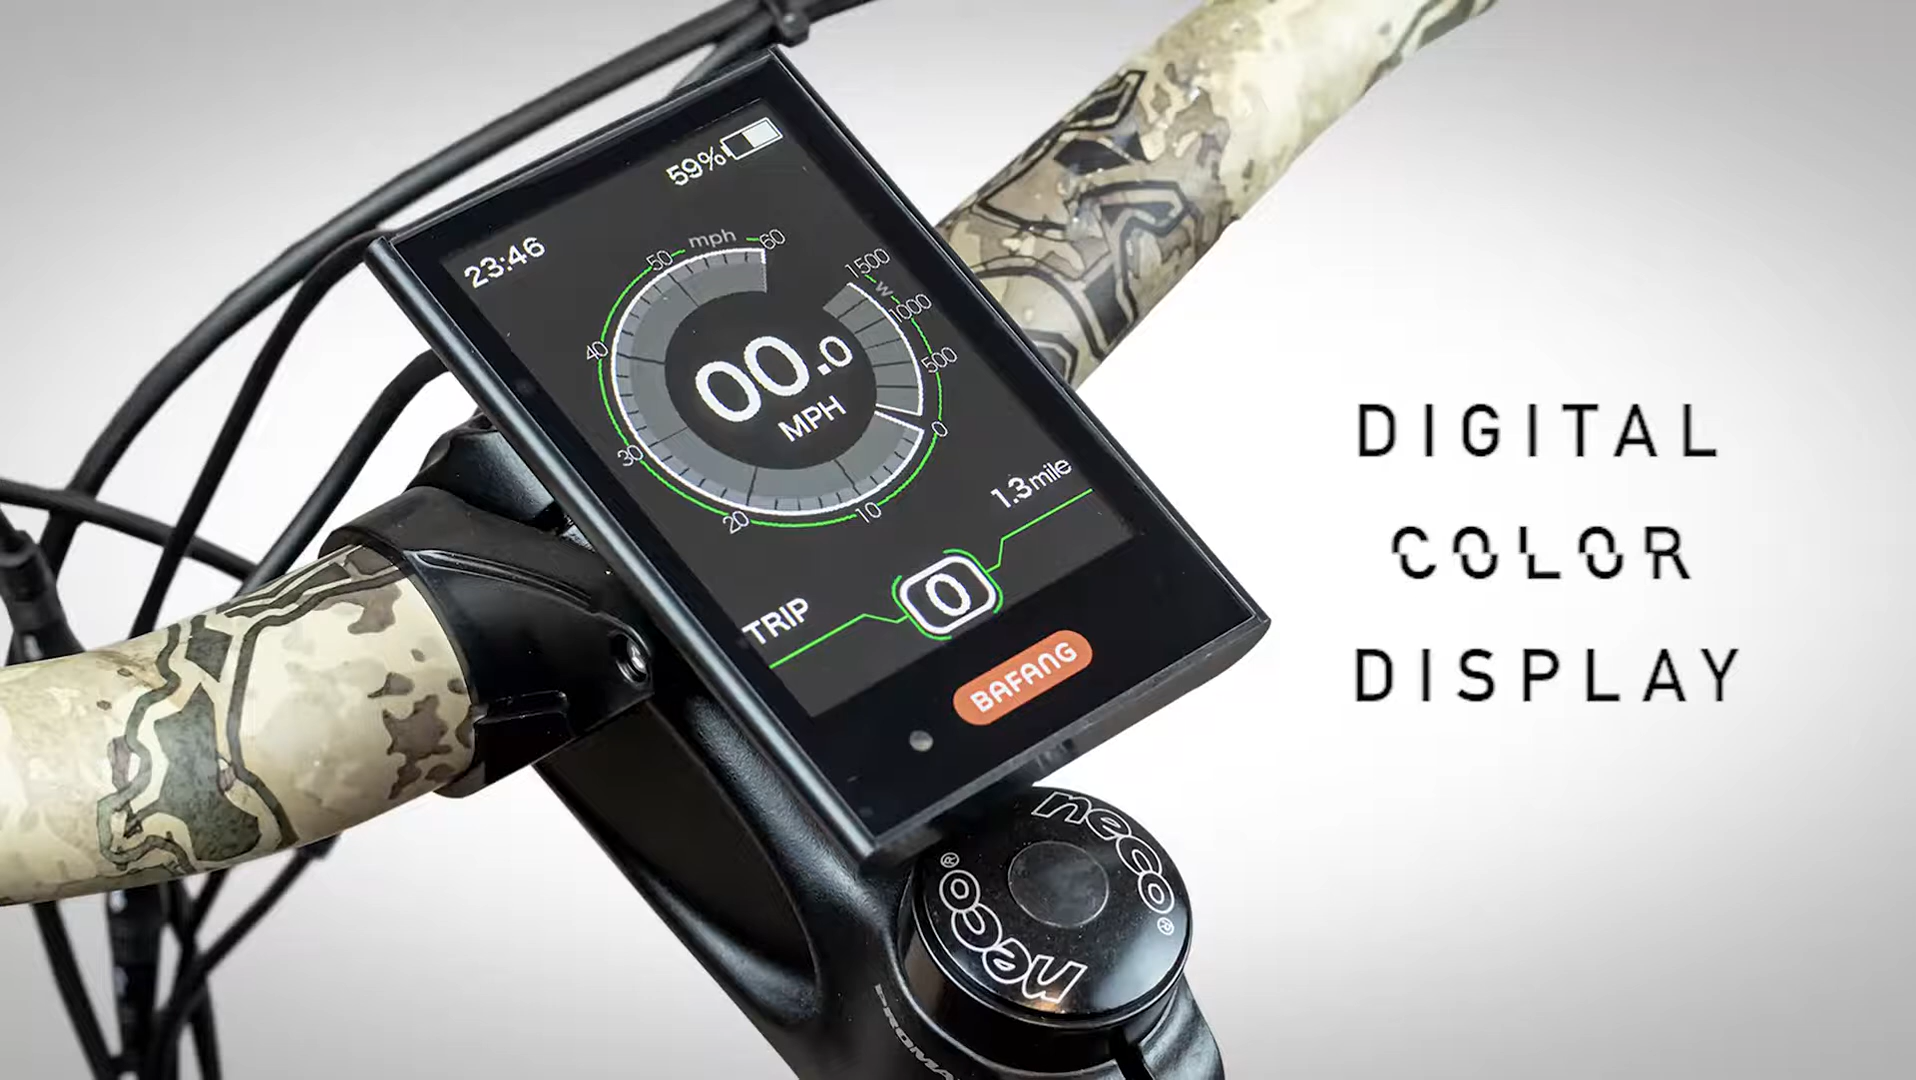 59%
23:46
mph
60
50
40
30
20
10
0
1500
w
1000
500
00.0
MPH
1.3mile
TRIP
0
BAFANG
DIGITAL
COLOR
DISPLAY
neco®
neco®